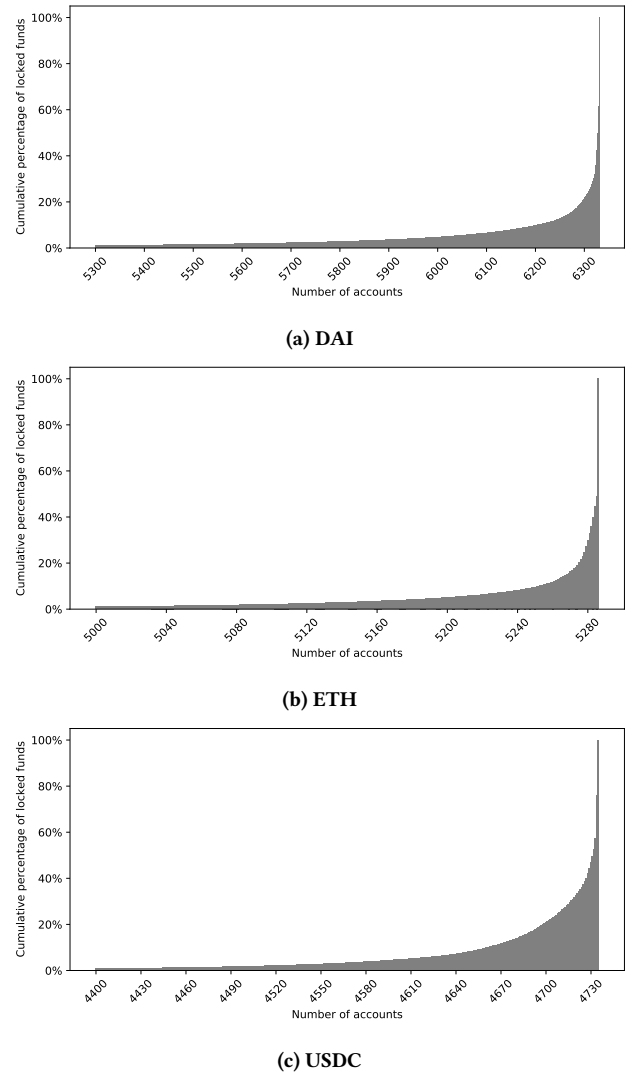 100%
80%
60%
40%
20%
0%
Cumulative percentage of locked funds
5300 5400 5500 5600 5700 5800 5900 6000 6100 6200 6300
Number of accounts
(a) DAI
100%
80%
60%
40%
20%
0%
Cumulative percentage of locked funds
5000 5040 5080 5120 5160 5200 5240 5280
Number of accounts
(b) ETH
100%
80%
60%
40%
20%
0%
Cumulative percentage of locked funds
4400 4430 4460 4490 4520 4550 4580 4610 4640 4670 4700 4730
Number of accounts
(c) USDC